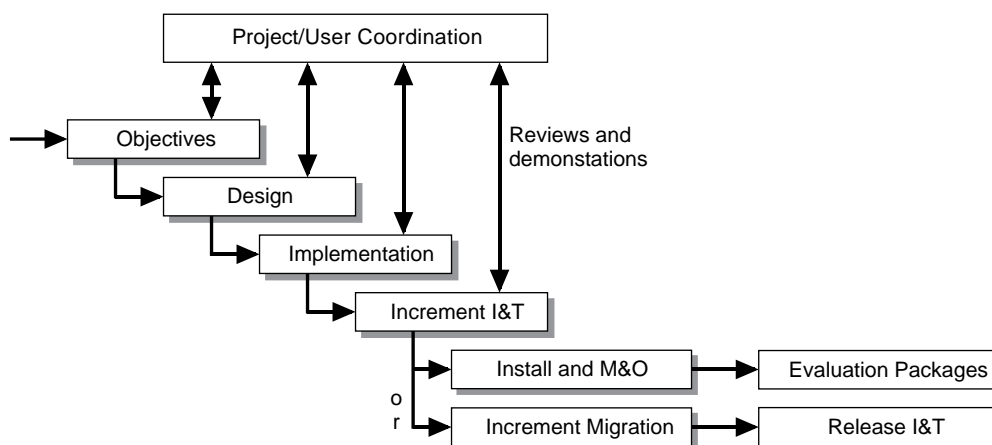 Project/User Coordination
Objectives
Reviews and
demonstations
Design
Implementation
Increment I&T
Install and M&O
Evaluation Packages
o
r
Increment Migration
Release I&T